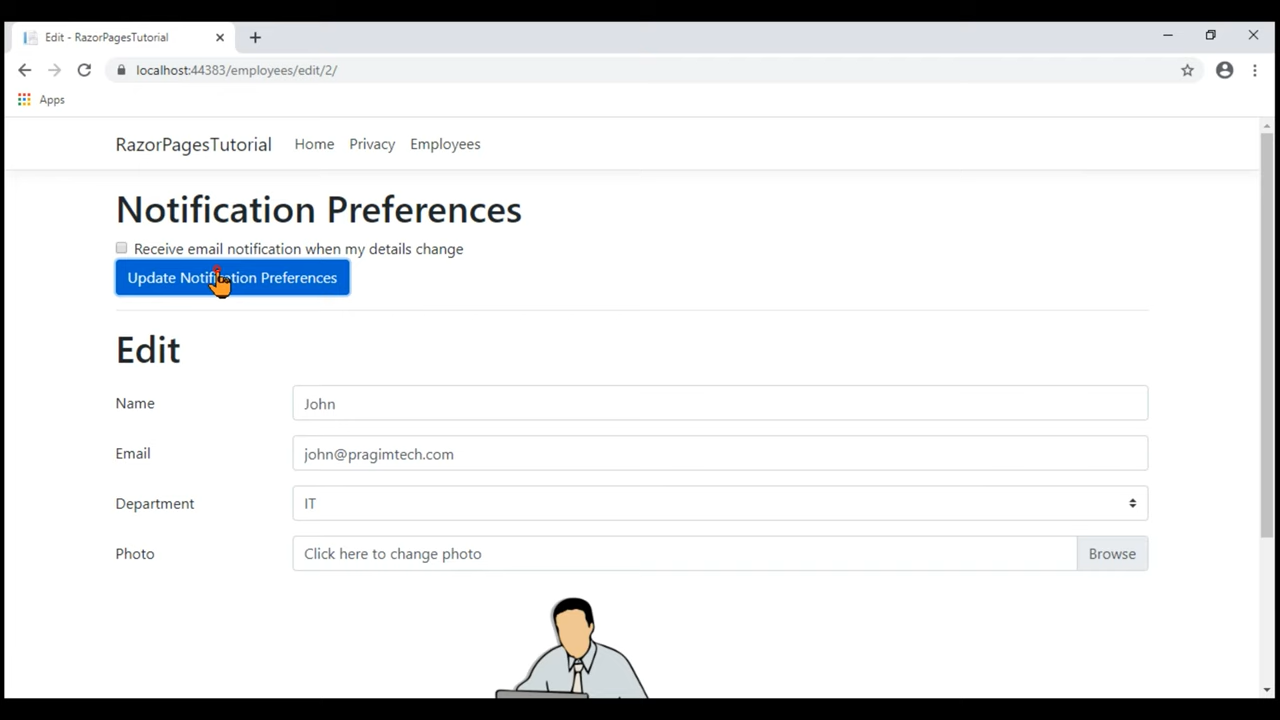 Edit - RazorPagesTutorial
localhost:44383/employees/edit/2/
Apps
RazorPagesTutorial Home Privacy Employees
Notification Preferences
Receive email notification when my details change
Update Notification Preferences
Edit
Name John
Email john@pragimtech.com
Department IT
Photo Click here to change photo Browse